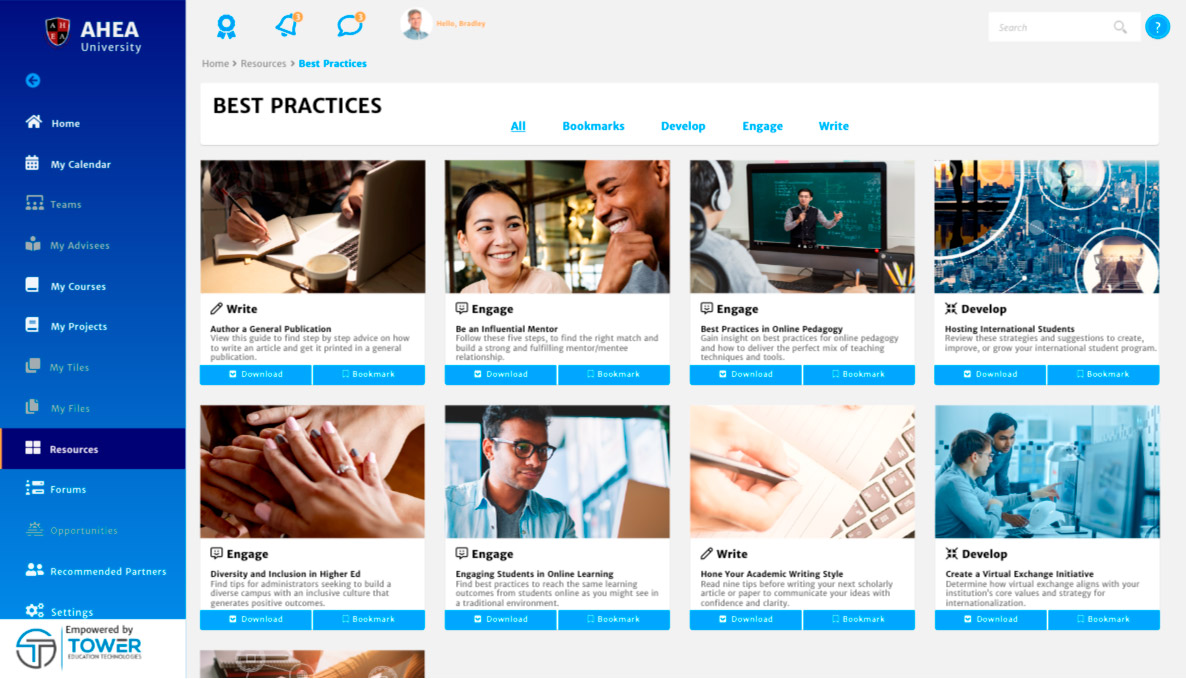 A H
E A
AHEA
University
3
3
Hello, Bradley
Search
?
Home > Resources > Best Practices
BEST PRACTICES
All
Bookmarks
Develop
Engage
Write
Home
My Calendar
Teams
My Advisees
My Courses
My Projects
My Tiles
My Files
Resources
Forums
Opportunities
Recommended Partners
Settings
Empowered by
TOWER
EDUCATION TECHNOLOGIES
Write
Author a General Publication
View this guide to find step by step advice on how
to write an article and get it printed in a general
publication.
Download
Bookmark
Engage
Be an Influential Mentor
Follow these five steps, to find the right match and
build a strong and fulfilling mentor/mentee
relationship.
Download
Bookmark
Engage
Best Practices in Online Pedagogy
Gain insight on best practices for online pedagogy
and how to deliver the perfect mix of teaching
techniques and tools.
Download
Bookmark
Develop
Hosting International Students
Review these strategies and suggestions to create,
improve, or grow your international student program.
Download
Bookmark
Engage
Diversity and Inclusion in Higher Ed
Find tips for administrators seeking to build a
diverse campus with an inclusive culture that
generates positive outcomes.
Download
Bookmark
Engage
Engaging Students in Online Learning
Find best practices to reach the same learning
outcomes from students online as you might see in
a traditional environment.
Download
Bookmark
Write
Hone Your Academic Writing Style
Read nine tips before writing your next scholarly
article or paper to communicate your ideas with
confidence and clarity.
Download
Bookmark
Develop
Create a Virtual Exchange Initiative
Determine how virtual exchange aligns with your
institution's core values and strategy for
internationalization.
Download
Bookmark